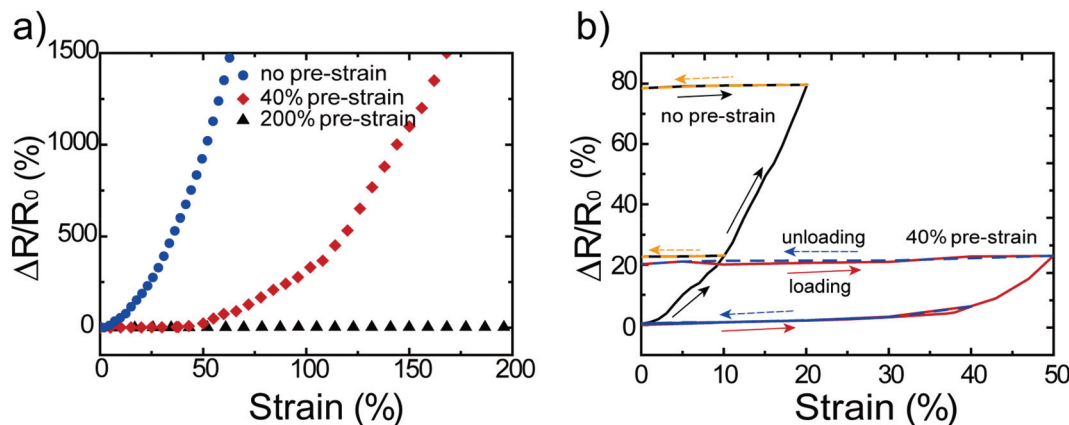 a)
1500
1000
500
0
0
50
100
150
200
ΔR/R₀ (%)
Strain (%)
no pre-strain
40% pre-strain
200% pre-strain
b)
80
60
40
20
0
0
10
20
30
40
50
ΔR/R₀ (%)
Strain (%)
no pre-strain
unloading
40% pre-strain
loading